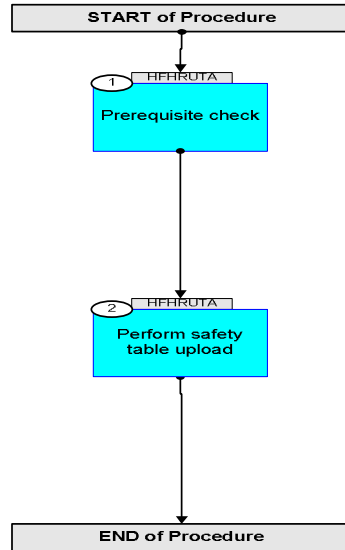 START of Procedure
HFHRUTA
1
Prerequisite check
HFHRUTA
2
Perform safety
table upload
END of Procedure